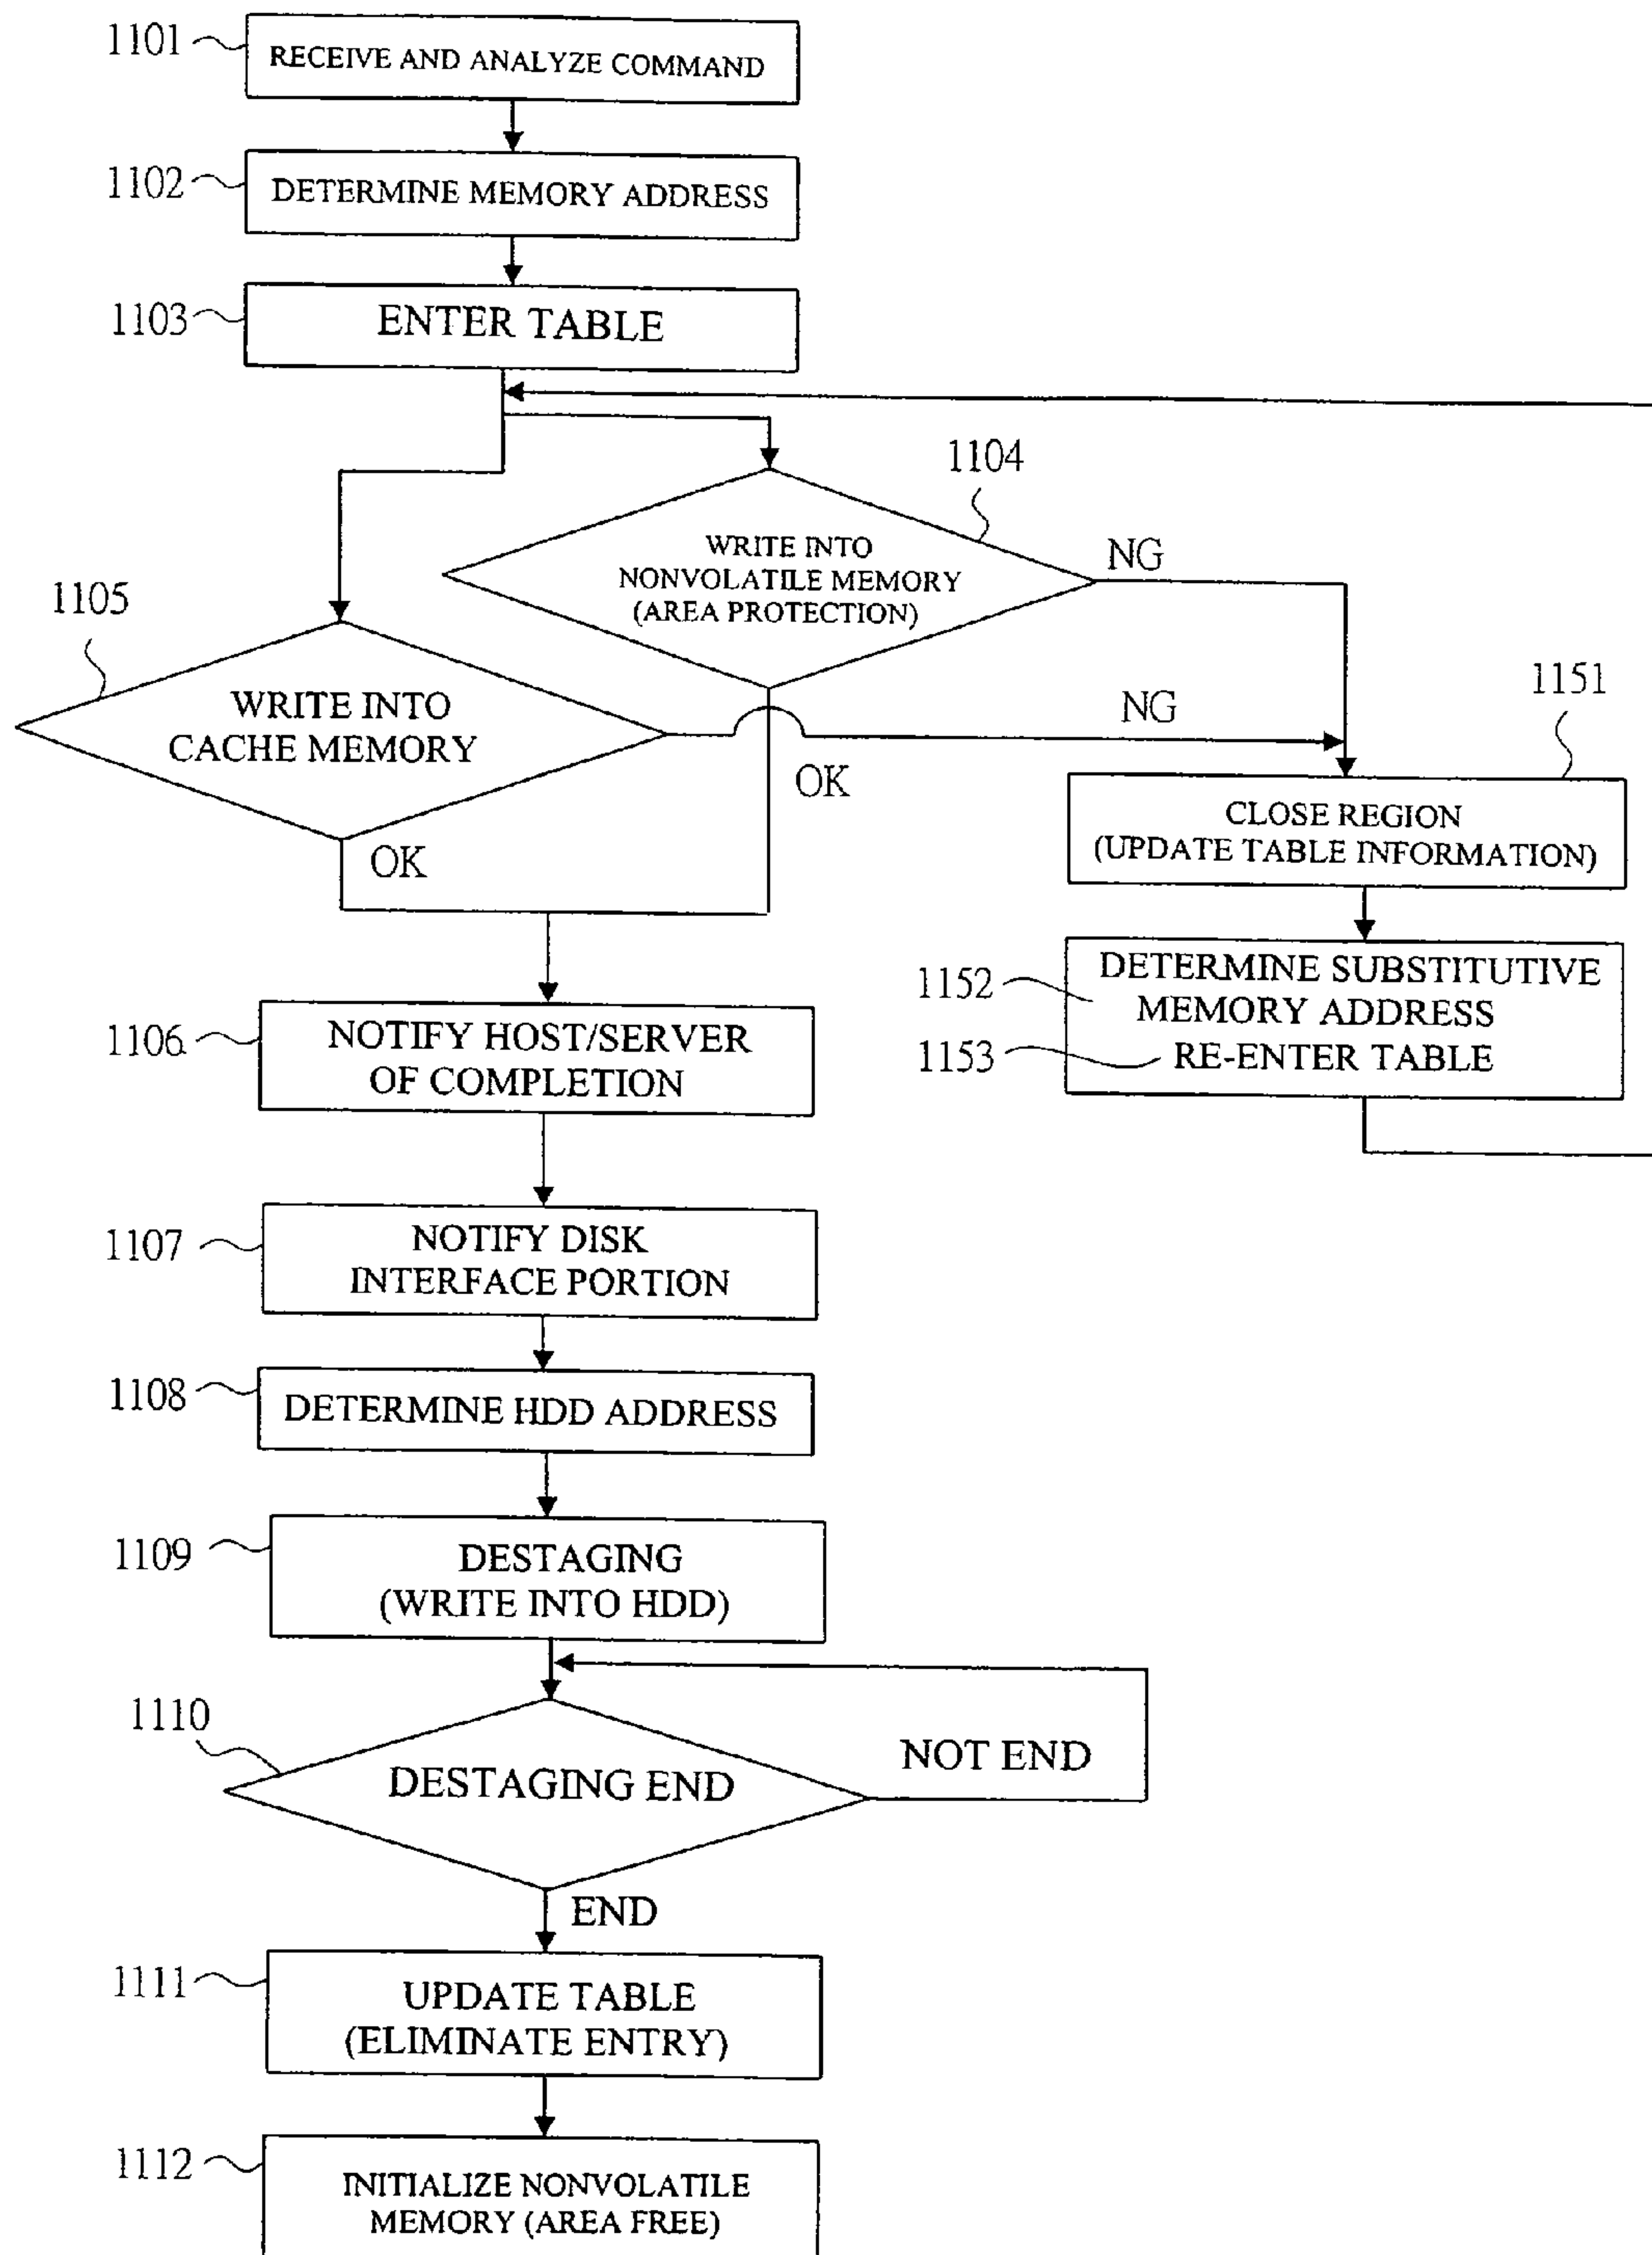 1101
RECEIVE AND ANALYZE COMMAND
1102
DETERMINE MEMORY ADDRESS
1103
ENTER TABLE
1104
WRITE INTO
NONVOLATILE MEMORY
(AREA PROTECTION)
NG
1105
WRITE INTO
CACHE MEMORY
NG
OK
OK
1151
CLOSE REGION
(UPDATE TABLE INFORMATION)
1152
DETERMINE SUBSTITUTIVE
MEMORY ADDRESS
1153
RE-ENTER TABLE
1106
NOTIFY HOST/SERVER
OF COMPLETION
1107
NOTIFY DISK
INTERFACE PORTION
1108
DETERMINE HDD ADDRESS
1109
DESTAGING
(WRITE INTO HDD)
1110
DESTAGING END
NOT END
END
1111
UPDATE TABLE
(ELIMINATE ENTRY)
1112
INITIALIZE NONVOLATILE
MEMORY (AREA FREE)